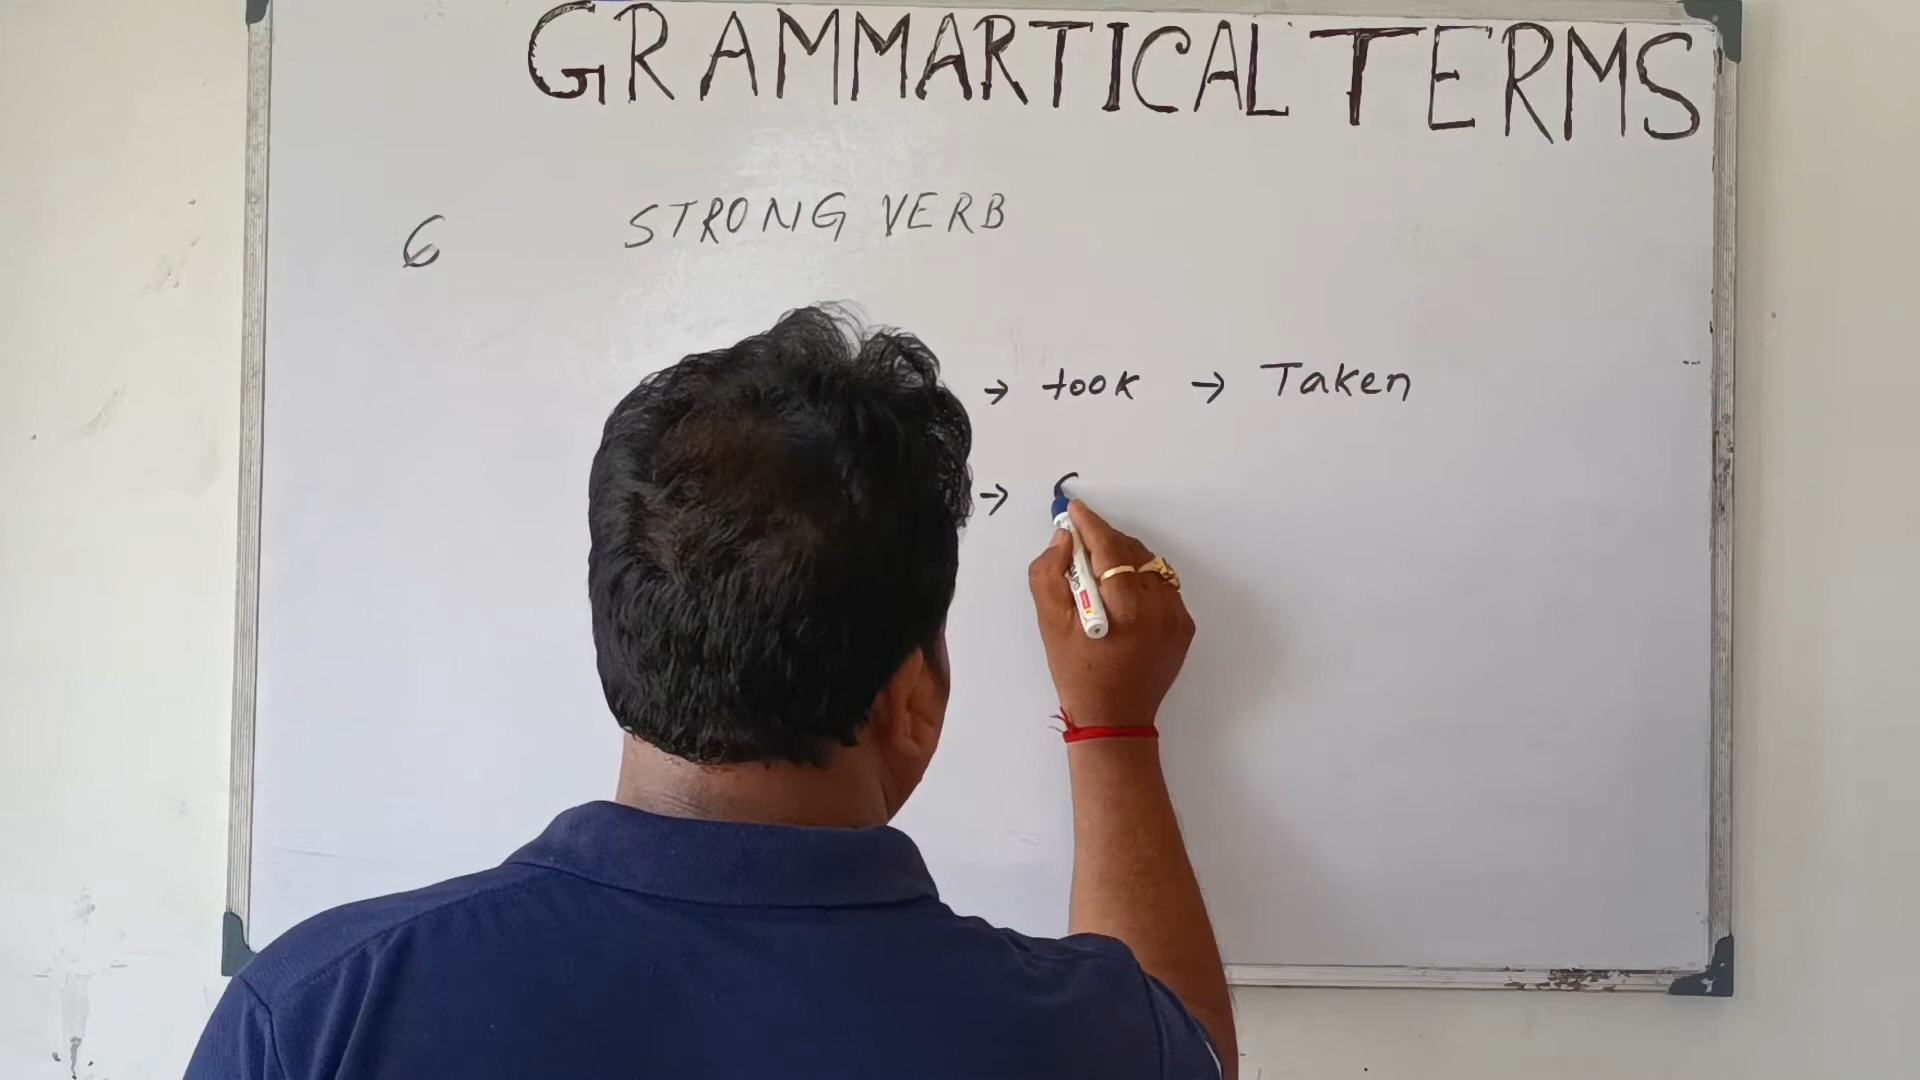 GRAMMARTICAL TERMS
6 STRONG VERB
→ took → Taken
→